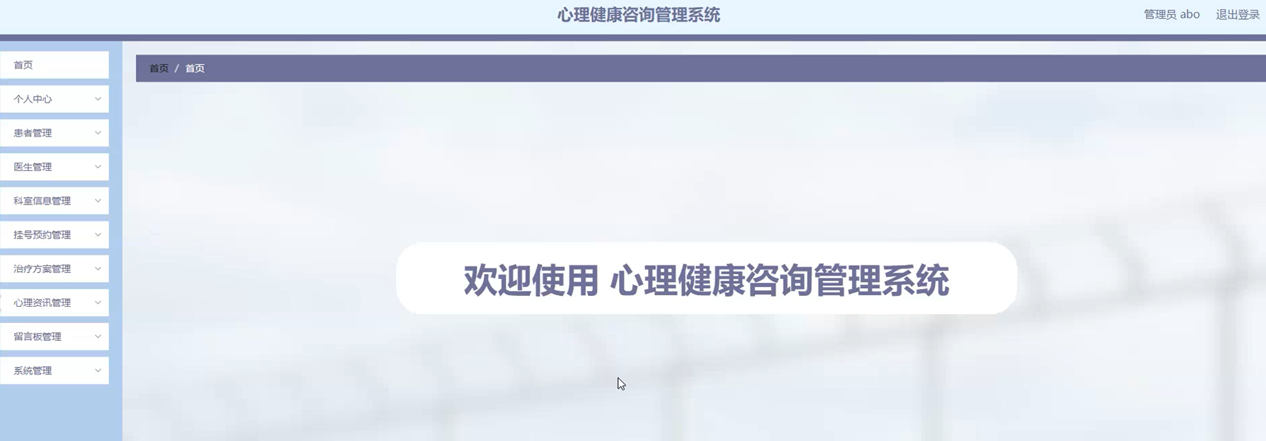 心理健康咨询管理系统
管理员 abo 退出登录
首页
首页 / 首页
个人中心
患者管理
医生管理
科室信息管理
挂号预约管理
治疗方案管理
心理资讯管理
留言板管理
系统管理
欢迎使用 心理健康咨询管理系统